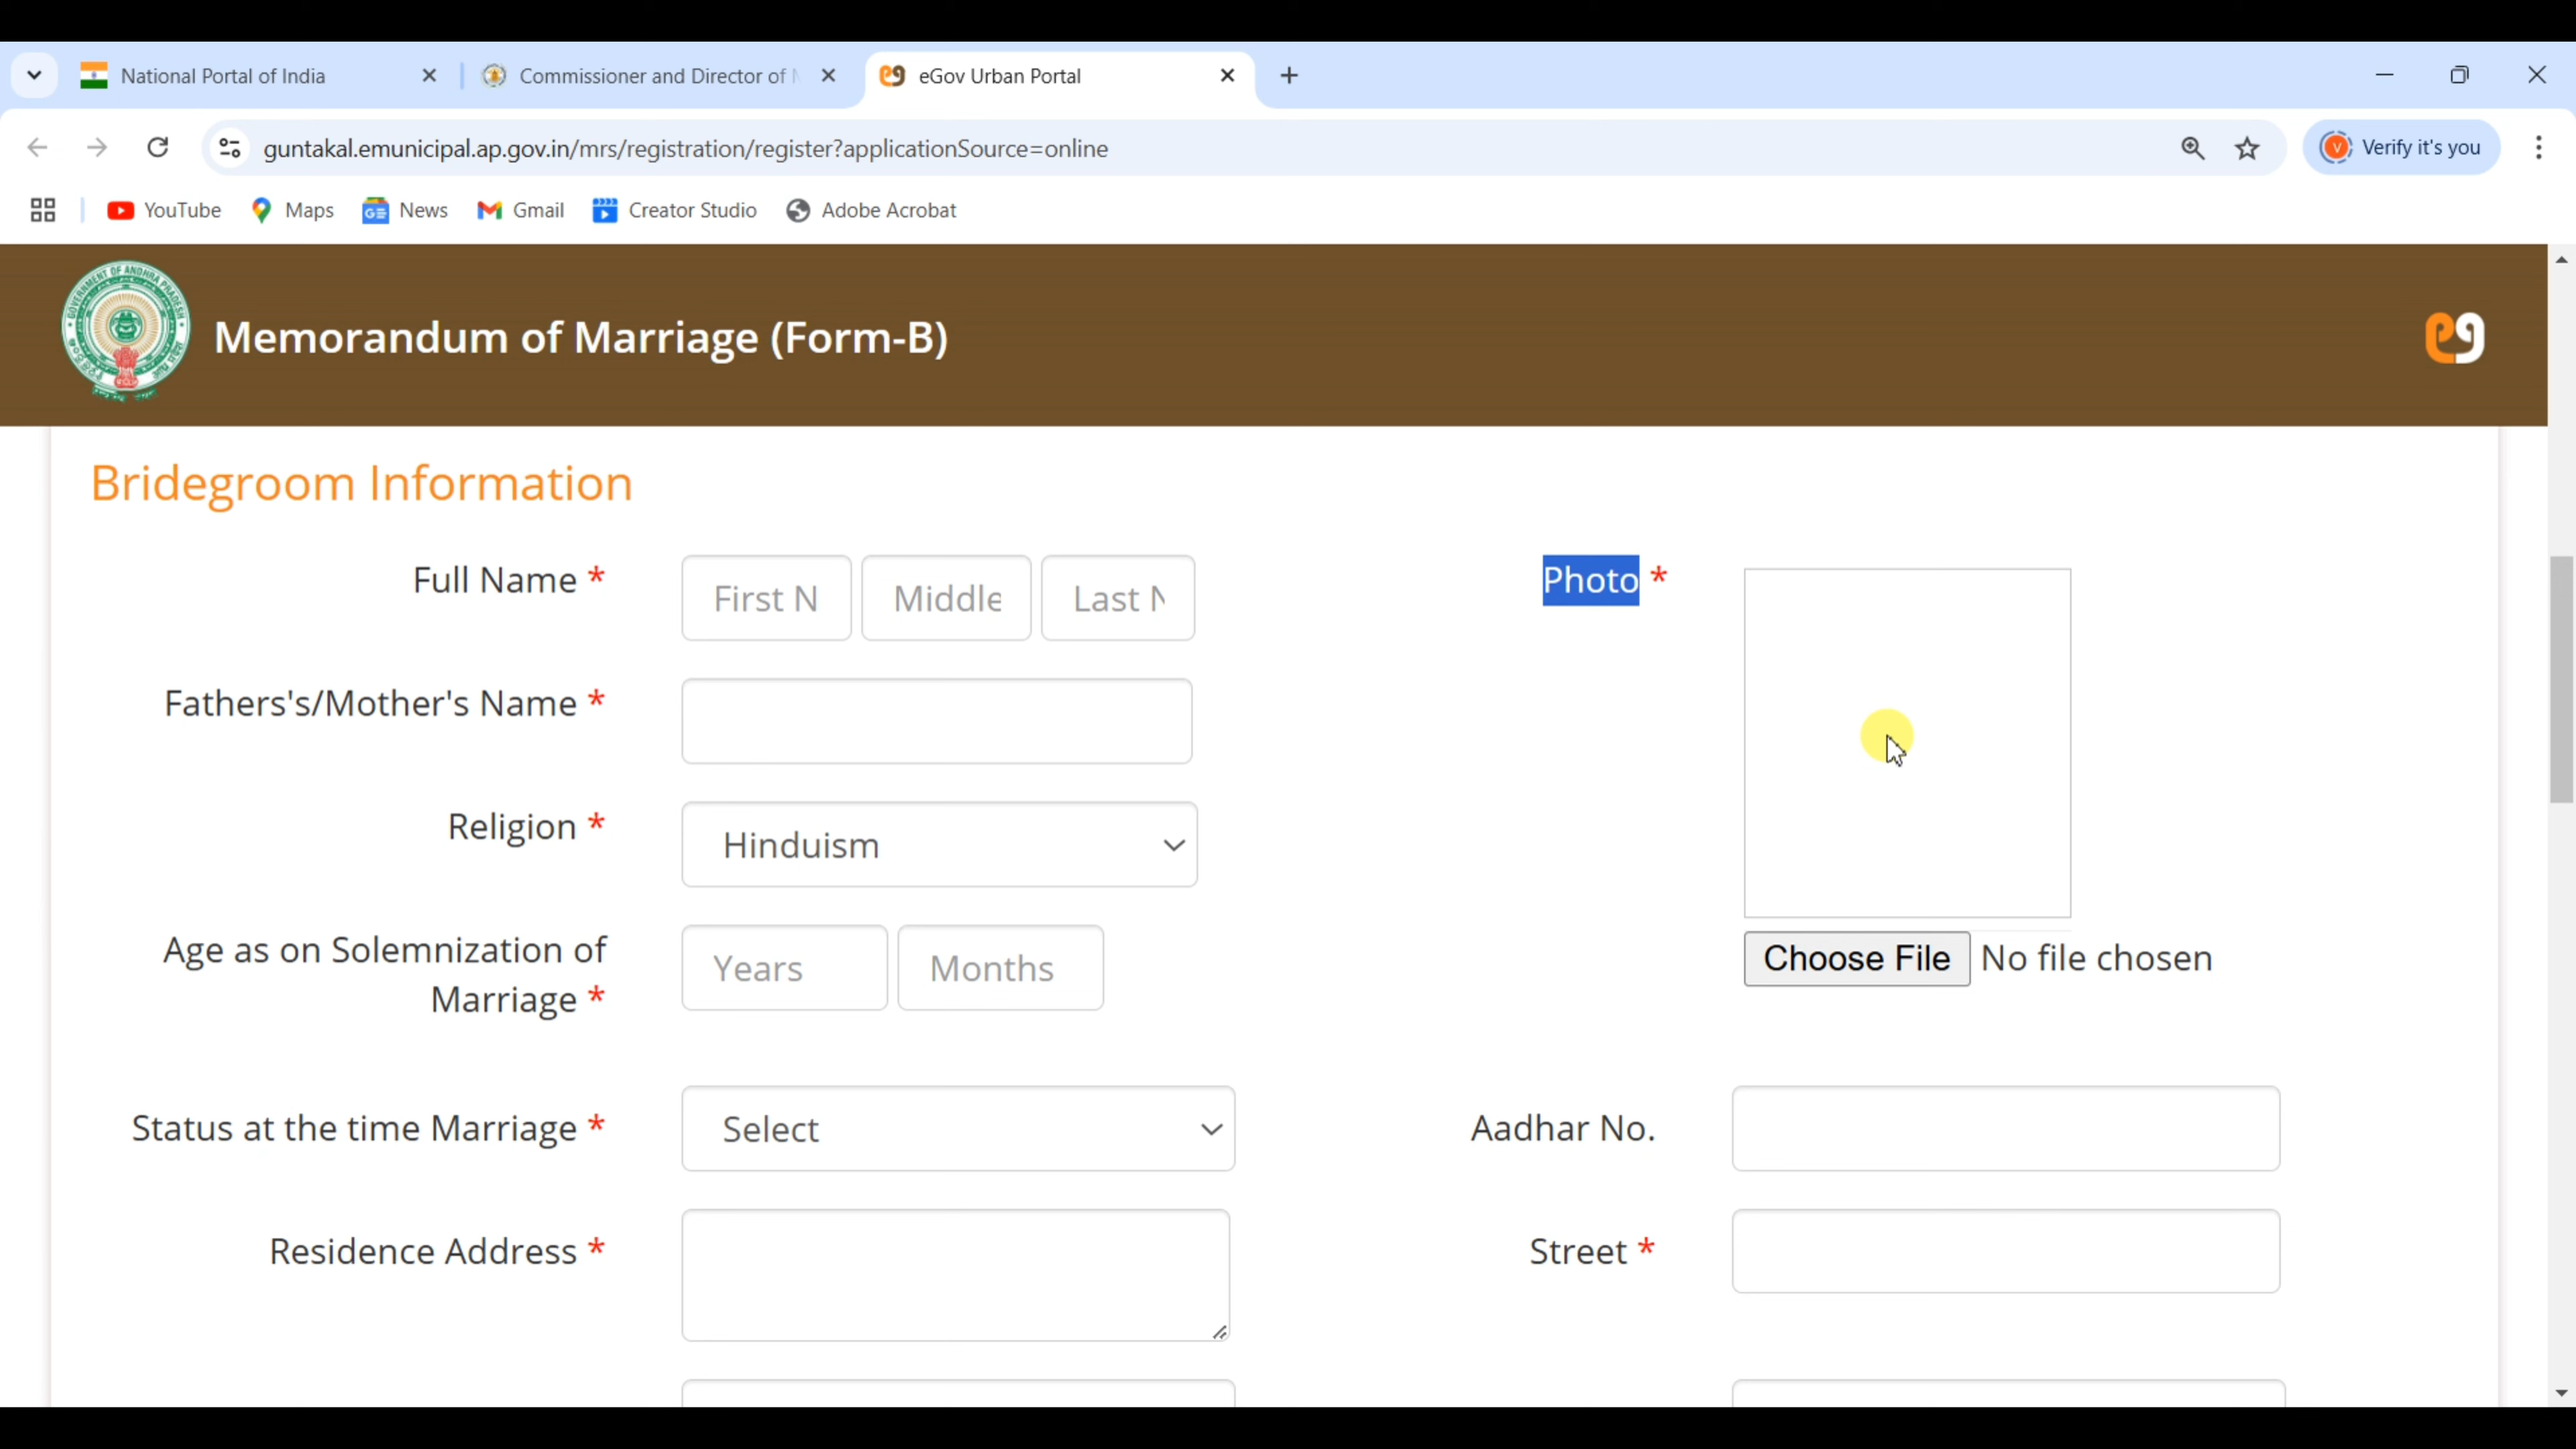 National Portal of India
Commissioner and Director of
eGov Urban Portal
guntakal.emunicipal.ap.gov.in/mrs/registration/register?applicationSource=online
Verify it's you
YouTube
Maps
News
Gmail
Creator Studio
Adobe Acrobat
Memorandum of Marriage (Form-B)
Bridegroom Information
Full Name *
First N
Middle
Last N
Photo *
Fathers's/Mother's Name *
Religion *
Hinduism
Age as on Solemnization of
Marriage *
Years
Months
Choose File No file chosen
Status at the time Marriage *
Select
Aadhar No.
Residence Address *
Street *